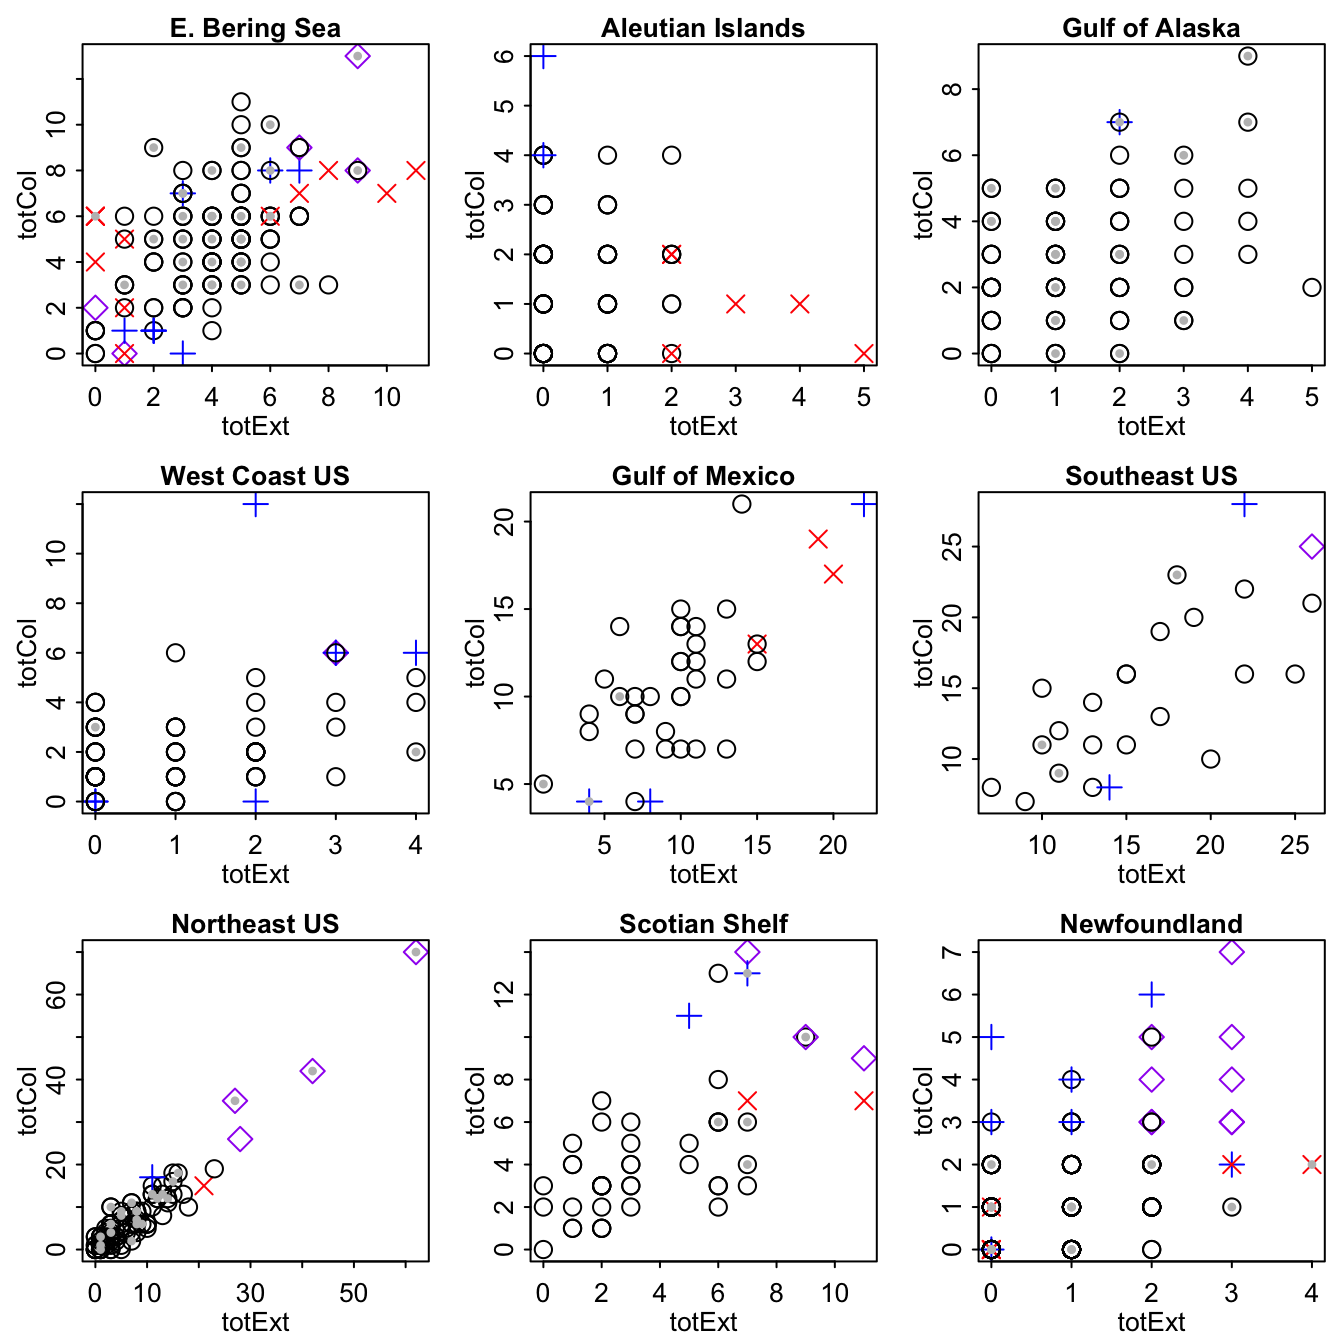 E. Bering Sea
totCol
0 2 4 6 8 10
0 2 4 6 8 10
totExt
Aleutian Islands
totCol
0 1 2 3 4 5 6
0 1 2 3 4 5
totExt
Gulf of Alaska
totCol
0 2 4 6 8
0 1 2 3 4 5
totExt
West Coast US
totCol
0 2 4 6 8 10
0 1 2 3 4
totExt
Gulf of Mexico
totCol
5 10 15 20
5 10 15 20
totExt
Southeast US
totCol
10 15 20 25
10 15 20 25
totExt
Northeast US
totCol
0 20 40 60
0 10 30 50
totExt
Scotian Shelf
totCol
0 2 4 6 8 12
0 2 4 6 8 10
totExt
Newfoundland
totCol
0 1 2 3 4 5 6 7
0 1 2 3 4
totExt